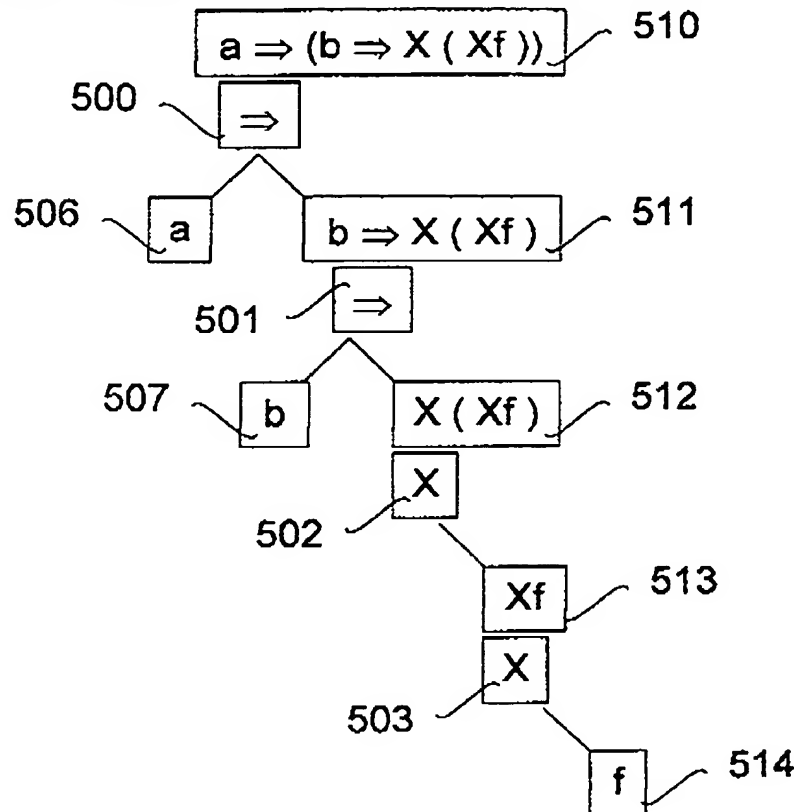 a ⇒ (b ⇒ X ( Xf )) 510
500 ⇒
506 a b ⇒ X ( Xf ) 511
501 ⇒
507 b X ( Xf ) 512
502 X
Xf 513
503 X
f 514